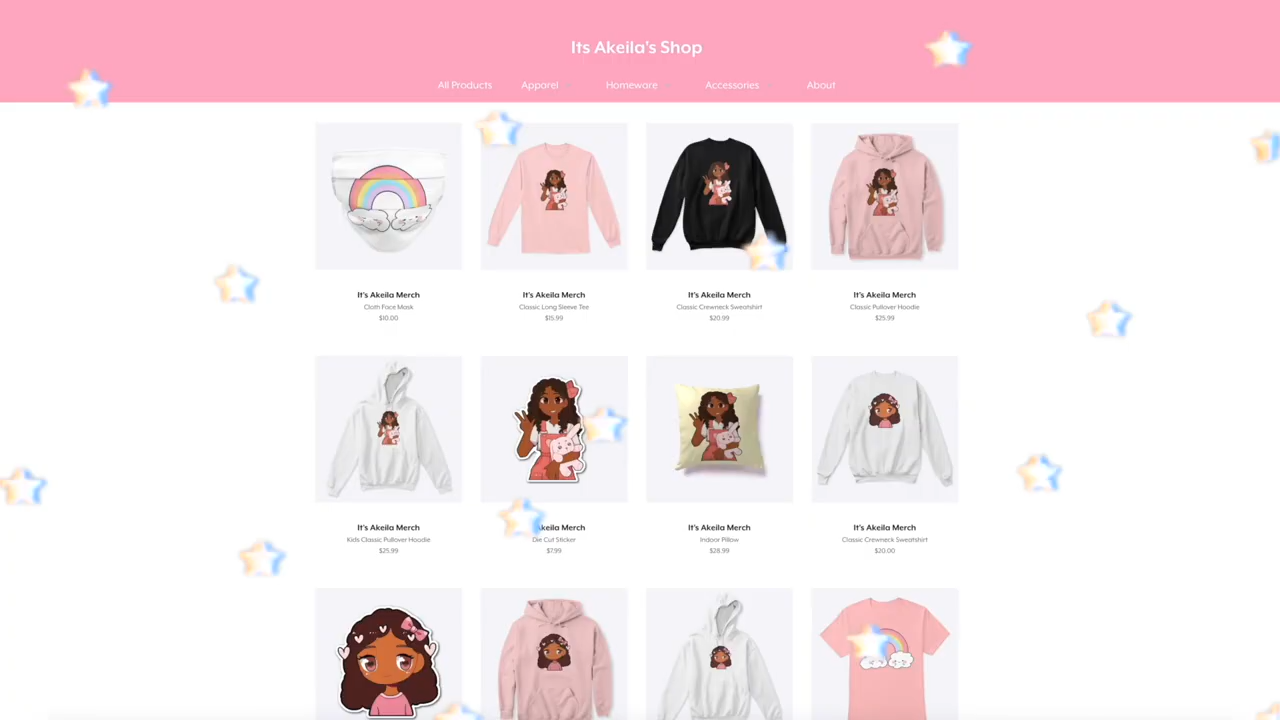 Its Akeila's Shop
All Products Apparel Homeware Accessories About
It's Akeila Merch
Cloth Face Mask
$10.00
It's Akeila Merch
Classic Long Sleeve Tee
$15.99
It's Akeila Merch
Classic Crewneck Sweatshirt
$20.99
It's Akeila Merch
Classic Pullover Hoodie
$25.99
It's Akeila Merch
Kids Classic Pullover Hoodie
$25.99
Akeila Merch
Die Cut Sticker
$7.99
It's Akeila Merch
Indoor Pillow
$28.99
It's Akeila Merch
Classic Crewneck Sweatshirt
$20.00